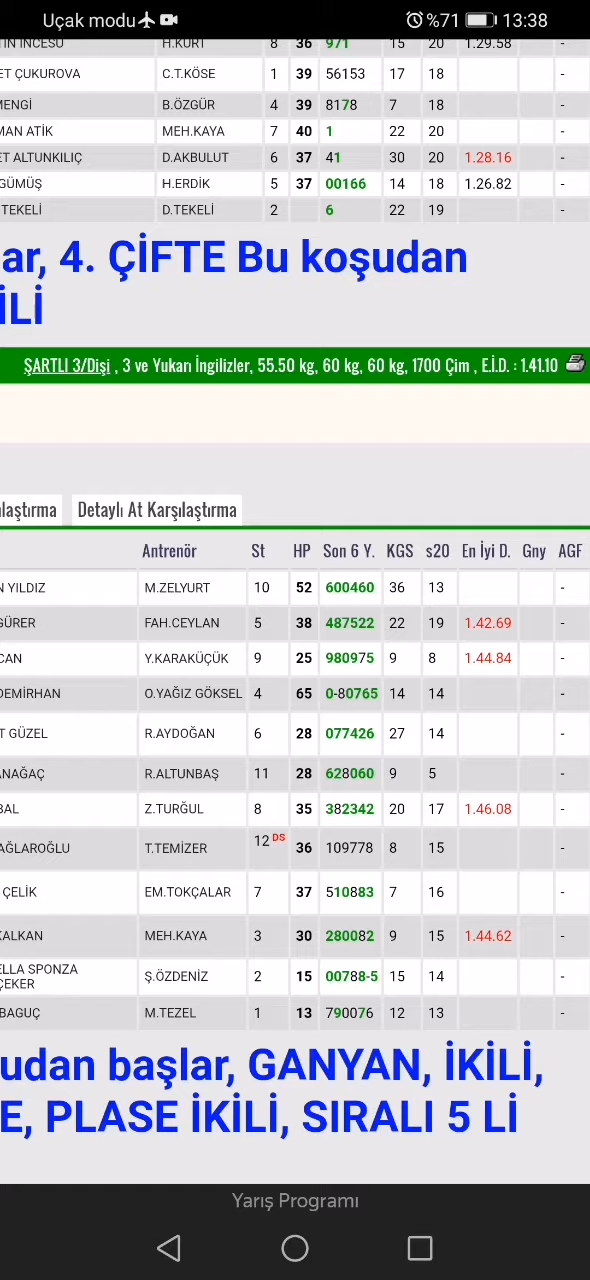 Uçak modu %71 13:38
TİN İNCESU H.KURT 8 36 971 15 20 1.29.58 -
ET ÇUKUROVA C.T.KÖSE 1 39 56153 17 18 -
MENGİ B.ÖZGÜR 4 39 8178 7 18 -
MAN ATİK MEH.KAYA 7 40 1 22 20 -
ET ALTUNKILIÇ D.AKBULUT 6 37 41 30 20 1.28.16 -
GÜMÜŞ H.ERDİK 5 37 00166 14 18 1.26.82 -
TEKELİ D.TEKELİ 2 6 22 19 -
ar, 4. ÇİFTE Bu koşudan
İLİ
ŞARTLI 3/Dişi , 3 ve Yukarı İngilizler, 55.50 kg, 60 kg, 60 kg, 1700 Çim , E.İ.D. : 1.41.10
laştırma Detaylı At Karşılaştırma
Antrenör St HP Son 6 Y. KGS s20 En İyi D. Gny AGF
N YILDIZ M.ZELYURT 10 52 600460 36 13 -
GÜRER FAH.CEYLAN 5 38 487522 22 19 1.42.69 -
CAN Y.KARAKÜÇÜK 9 25 980975 9 8 1.44.84 -
DEMİRHAN O.YAĞIZ GÖKSEL 4 65 0-80765 14 14 -
T GÜZEL R.AYDOĞAN 6 28 077426 27 14 -
ANAĞAÇ R.ALTUNBAŞ 11 28 628060 9 5 -
BAL Z.TURĞUL 8 35 382342 20 17 1.46.08 -
AĞLAROĞLU T.TEMİZER 12 DS 36 109778 8 15 -
ÇELİK EM.TOKÇALAR 7 37 510883 7 16 -
KALKAN MEH.KAYA 3 30 280082 9 15 1.44.62 -
ELLA SPONZA
ÇEKER Ş.ÖZDENİZ 2 15 00788-5 15 14 -
BAGUÇ M.TEZEL 1 13 790076 12 13 -
udan başlar, GANYAN, İKİLİ,
E, PLASE İKİLİ, SIRALI 5 Lİ
Yarış Programı